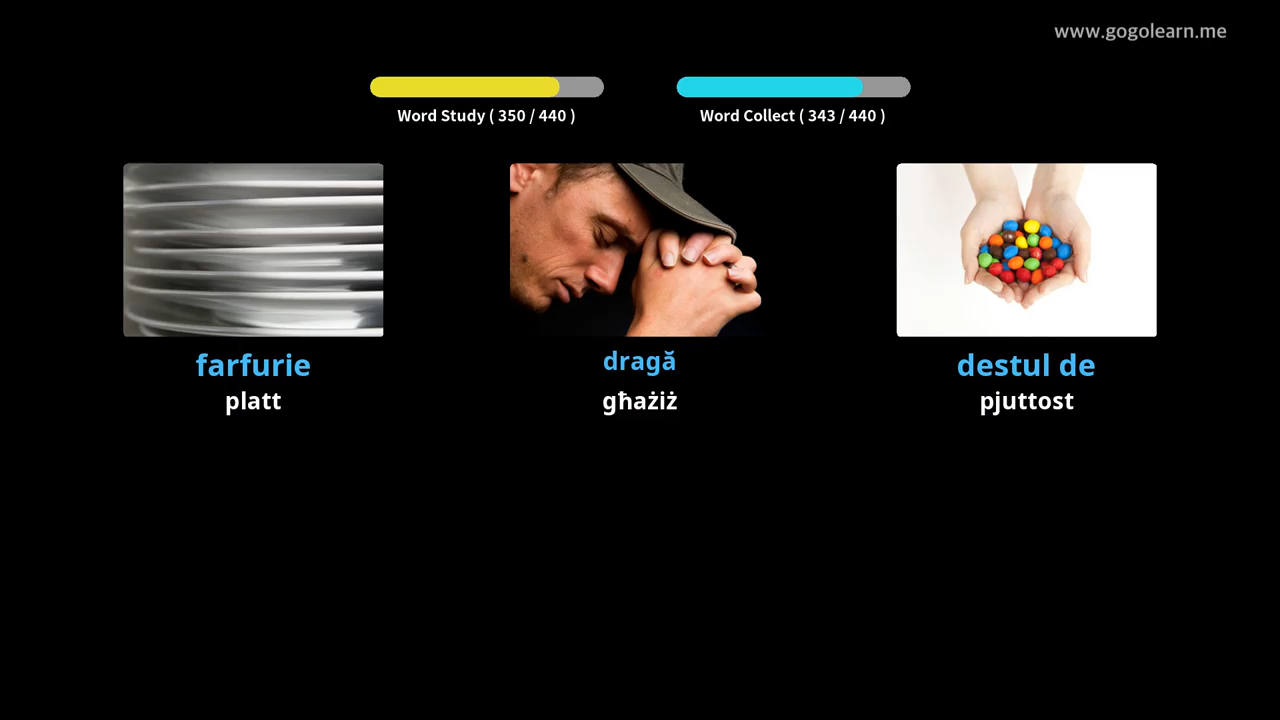 www.gogolearn.me
Word Study ( 350 / 440 )
Word Collect ( 343 / 440 )
farfurie
platt
dragă
għażiż
destul de
pjuttost